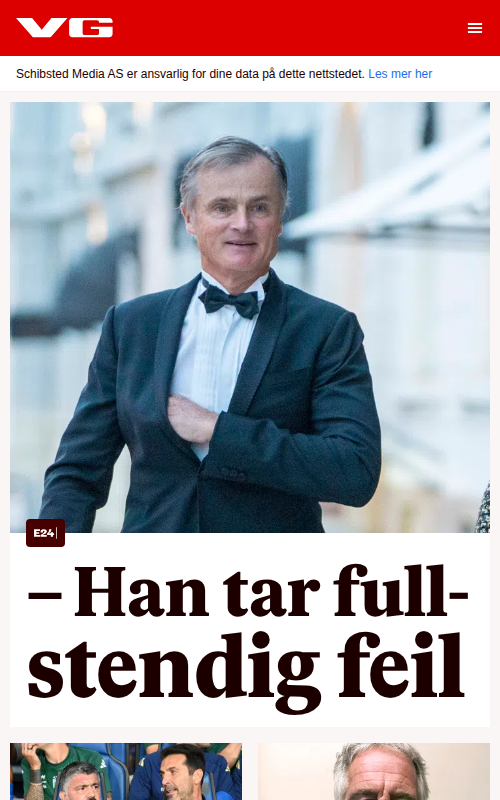 VG
Schibsted Media AS er ansvarlig for dine data på dette nettstedet. Les mer her
E24
– Han tar full-
stendig feil